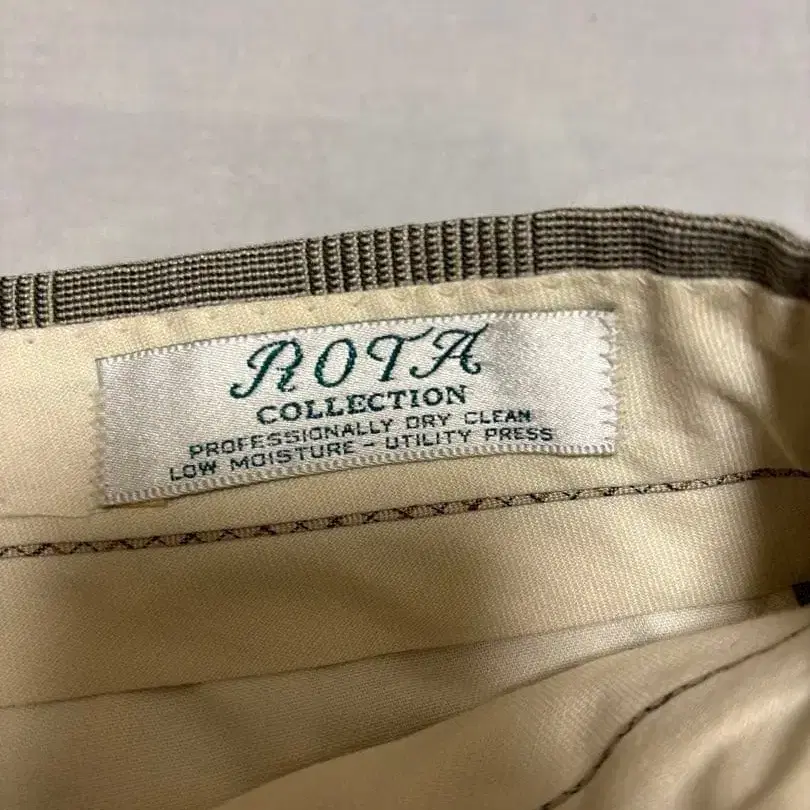 ROTA
COLLECTION
PROFESSIONALLY DRY CLEAN
LOW MOISTURE - UTILITY PRESS